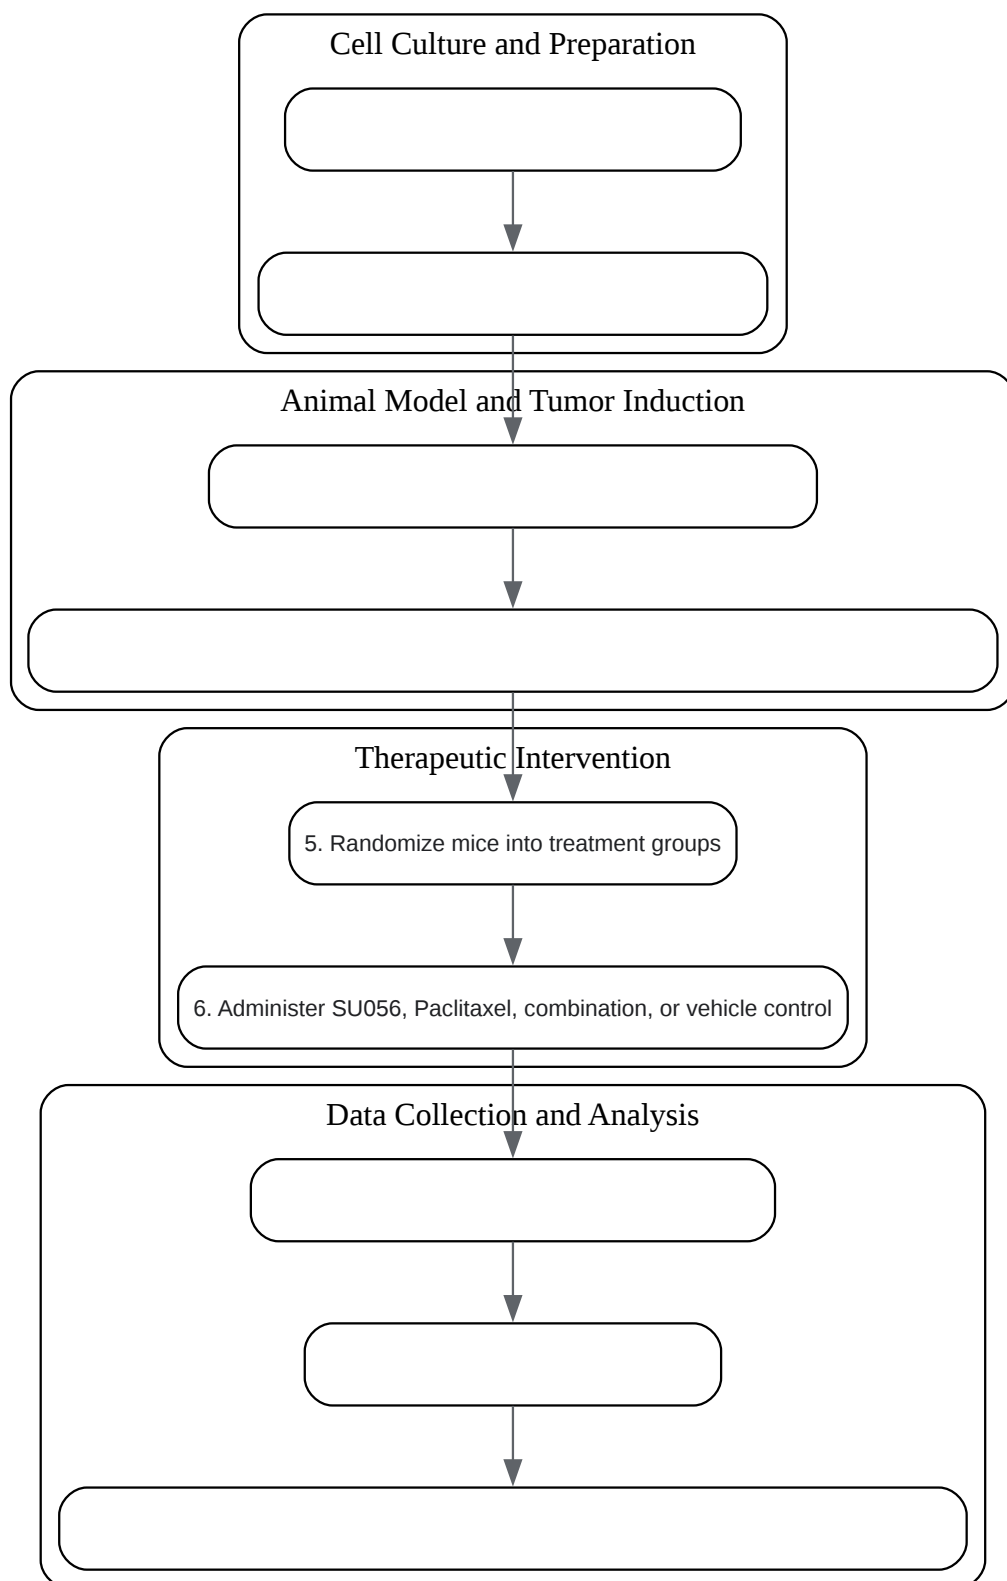 Cell Culture and Preparation
Animal Model and Tumor Induction
Therapeutic Intervention
5. Randomize mice into treatment groups
6. Administer SU056, Paclitaxel, combination, or vehicle control
Data Collection and Analysis